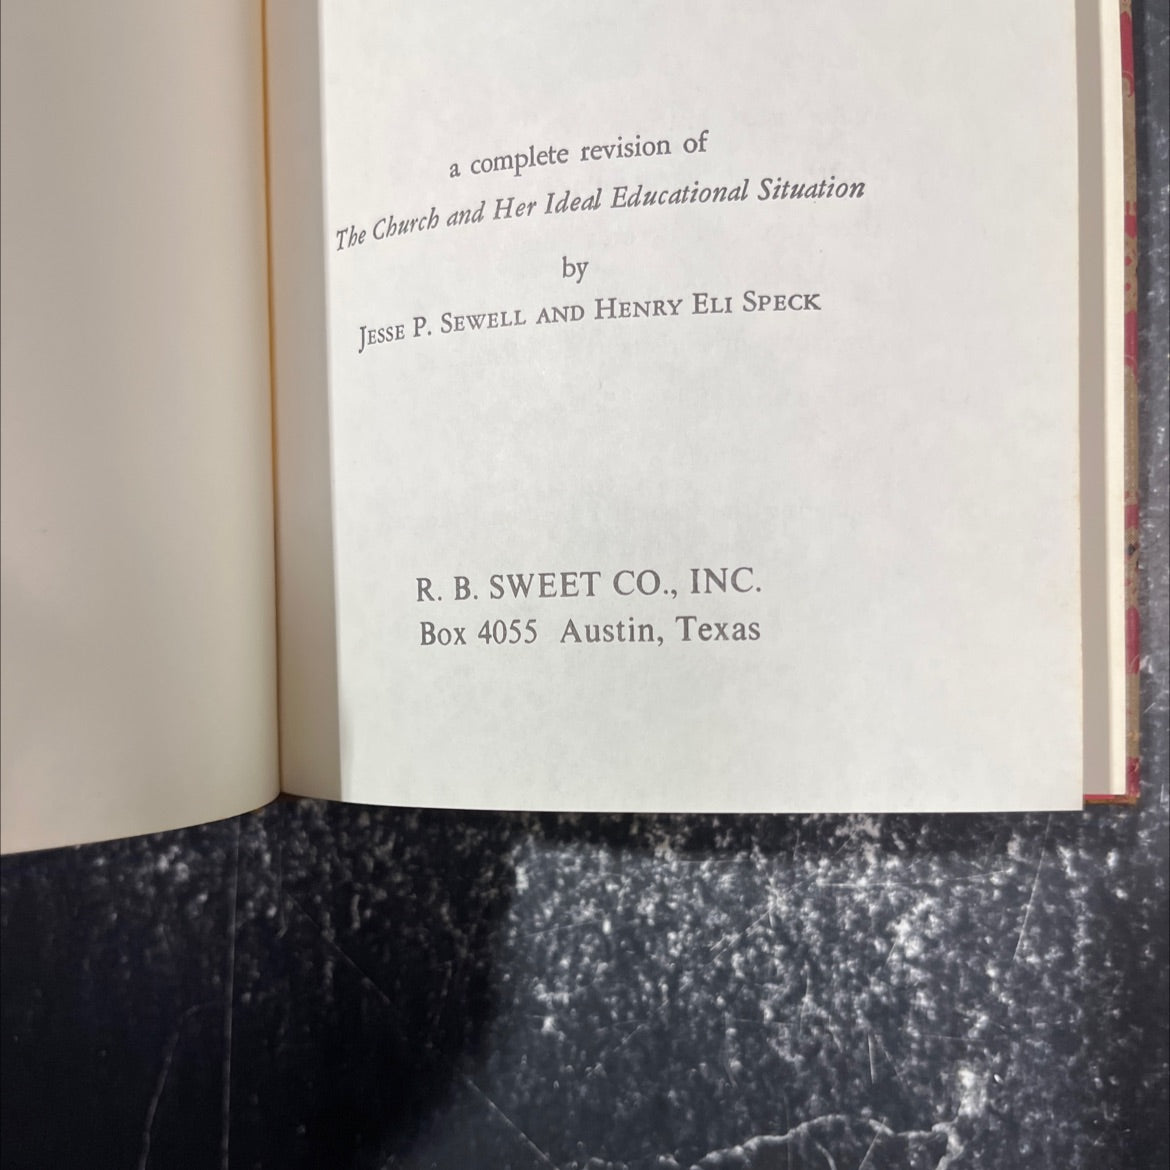 a complete revision of
The Church and Her Ideal Educational Situation
by
JESSE P. SEWELL AND HENRY ELI SPECK
R. B. SWEET CO., INC.
Box 4055 Austin, Texas